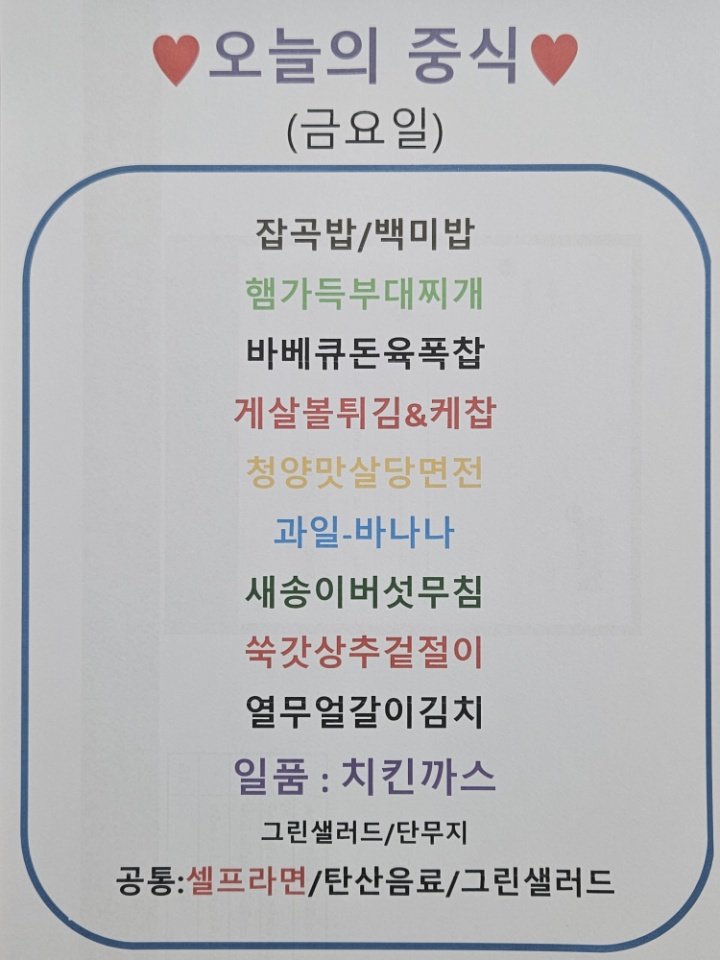 ♥오늘의 중식♥
(금요일)
잡곡밥/백미밥
햄가득부대찌개
바베큐돈육폭찹
게살볼튀김&케찹
청양맛살당면전
과일-바나나
새송이버섯무침
쑥갓상추겉절이
열무얼갈이김치
일품 : 치킨까스
그린샐러드/단무지
공통:셀프라면/탄산음료/그린샐러드